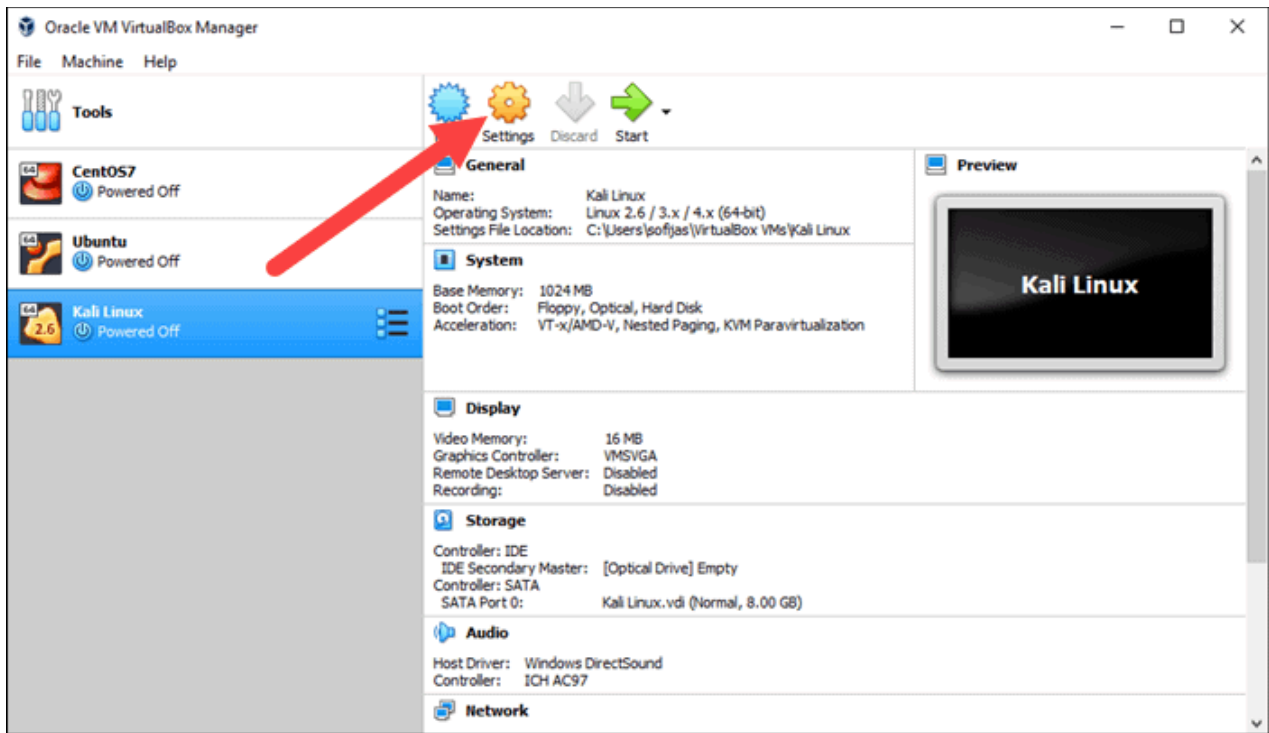 Oracle VM VirtualBox Manager
File Machine Help
Tools
Settings Discard Start
64 CentOS7
Powered Off
64 Ubuntu
Powered Off
64 2.6 Kali Linux
Powered Off
General
Name: Kali Linux
Operating System: Linux 2.6 / 3.x / 4.x (64-bit)
Settings File Location: C:\Users\sofijas\VirtualBox VMs\Kali Linux
System
Base Memory: 1024 MB
Boot Order: Floppy, Optical, Hard Disk
Acceleration: VT-x/AMD-V, Nested Paging, KVM Paravirtualization
Preview
Kali Linux
Display
Video Memory: 16 MB
Graphics Controller: VMSVGA
Remote Desktop Server: Disabled
Recording: Disabled
Storage
Controller: IDE
IDE Secondary Master: [Optical Drive] Empty
Controller: SATA
SATA Port 0: Kali Linux.vdi (Normal, 8.00 GB)
Audio
Host Driver: Windows DirectSound
Controller: ICH AC97
Network